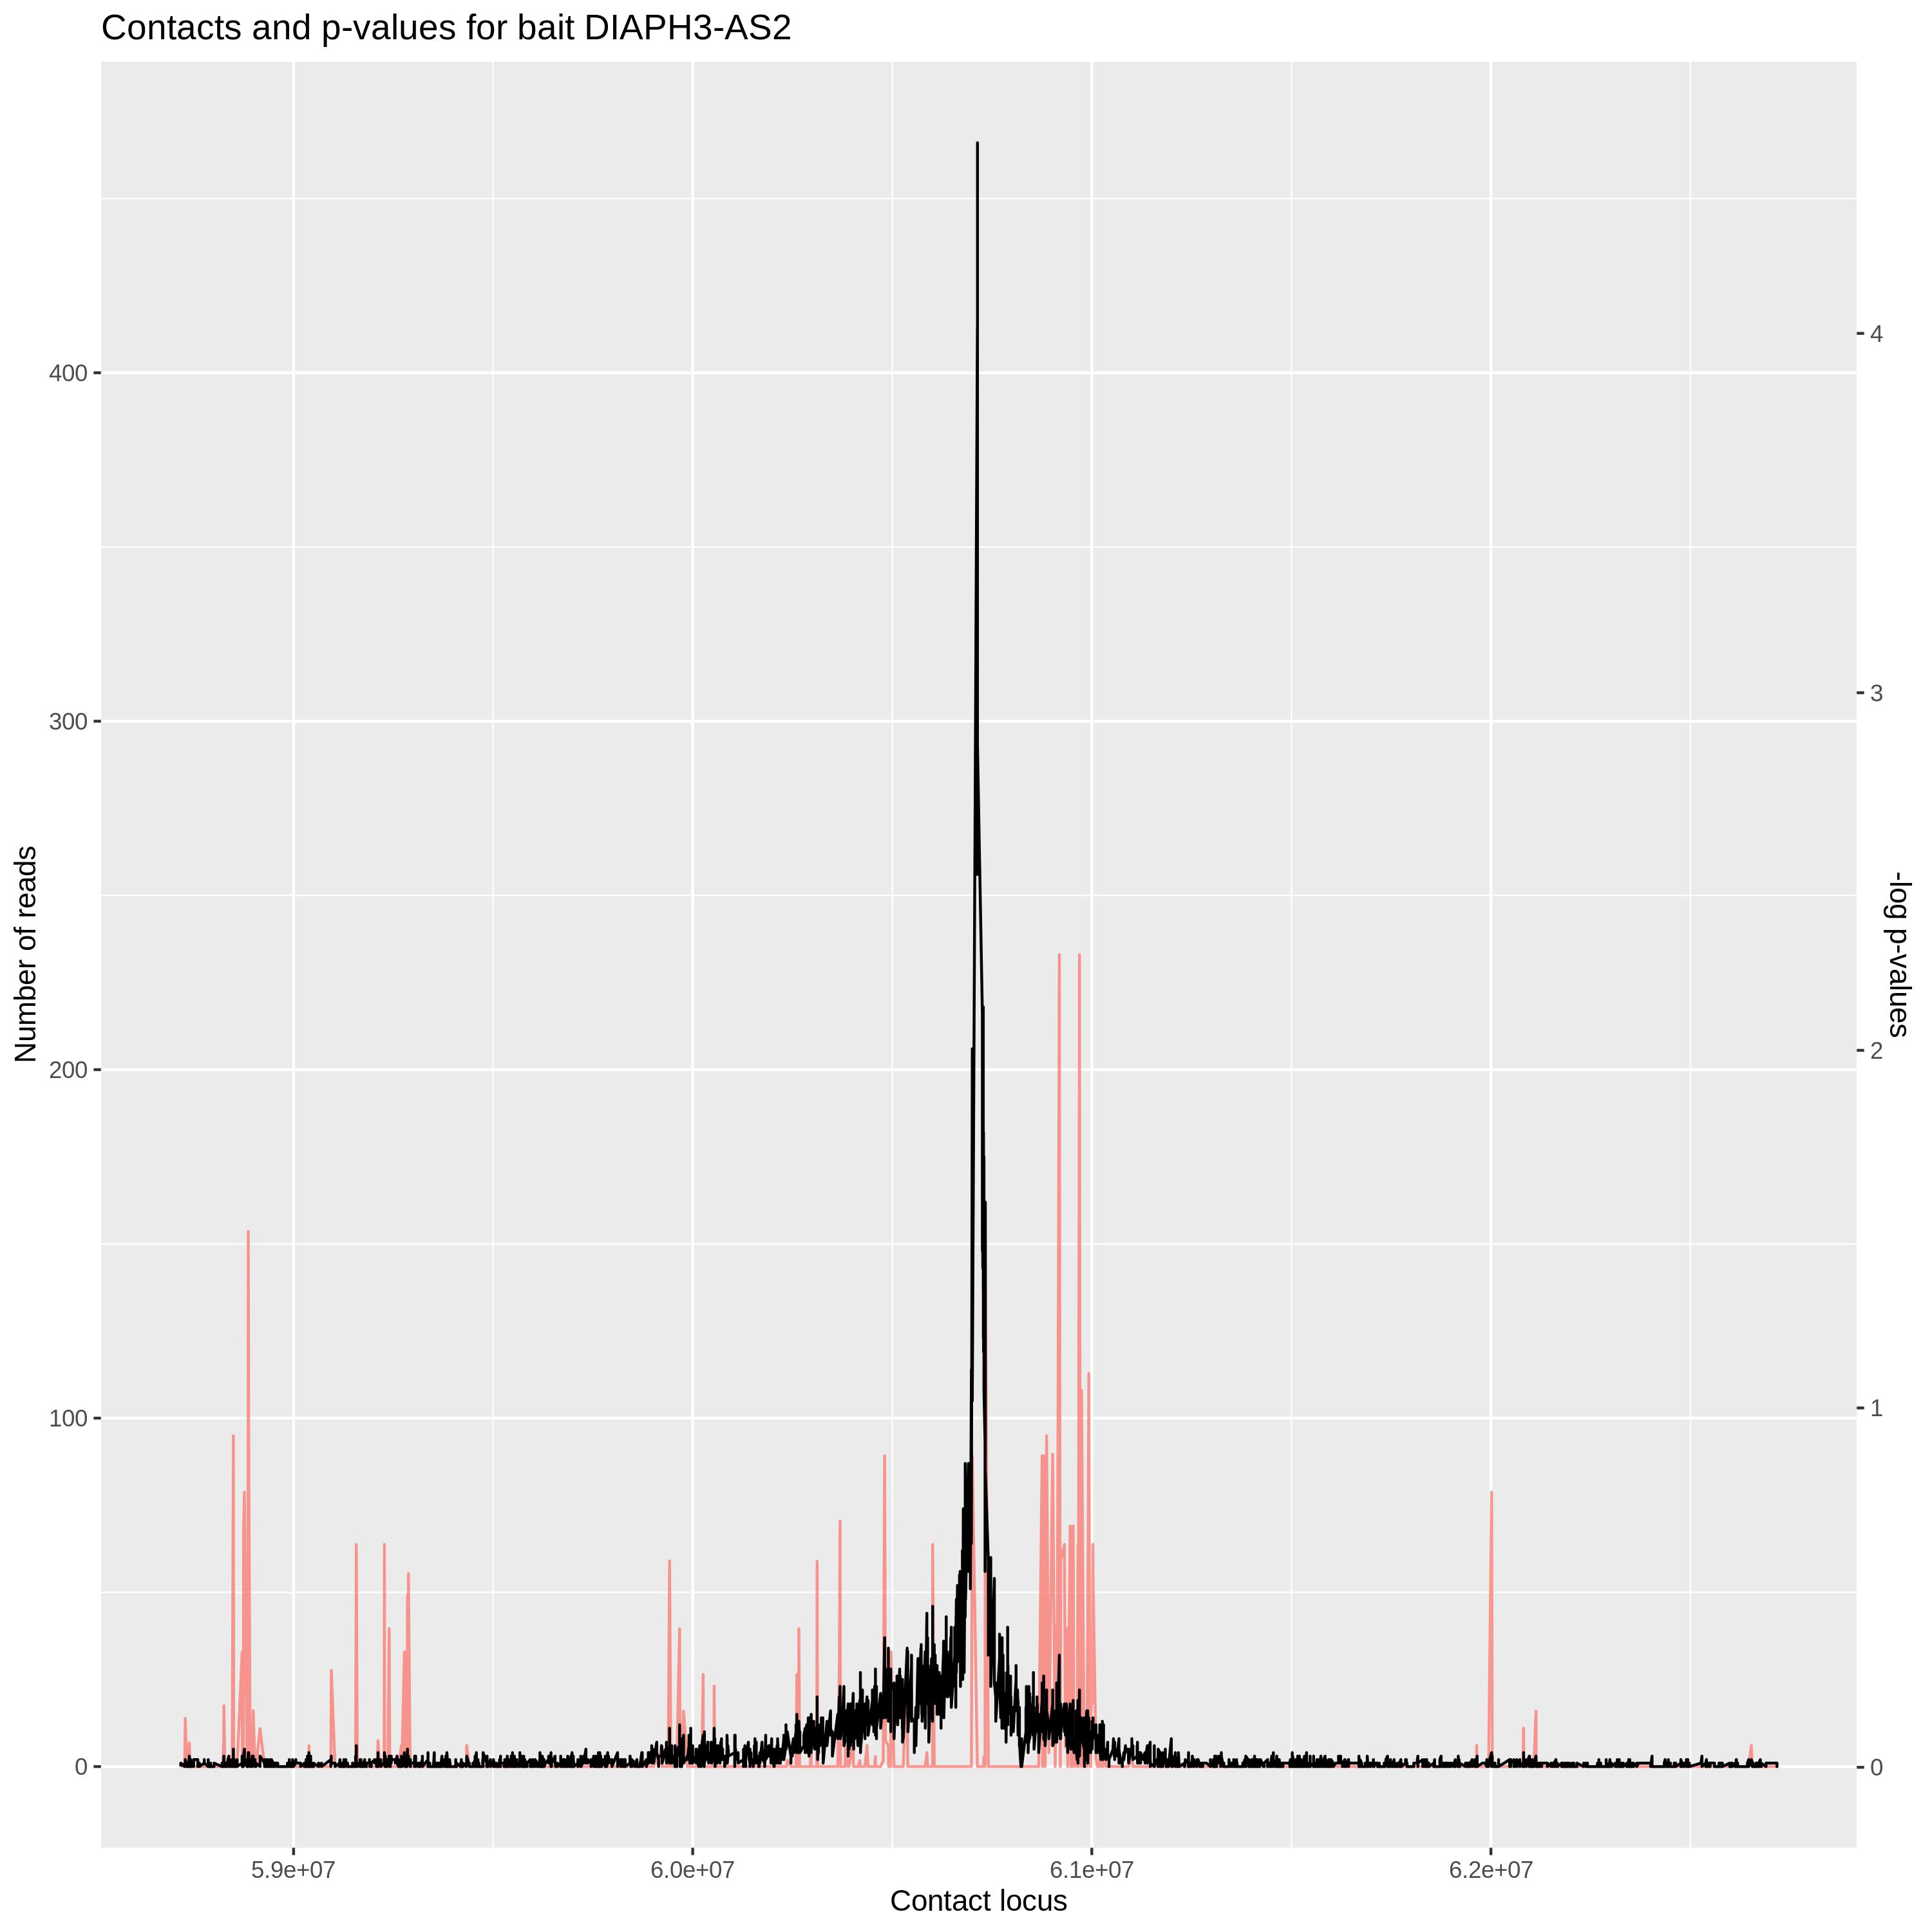 Contacts and p-values for bait DIAPH3-AS2
400
300
200
100
0
Number of reads
4
3
2
1
0
-log p-values
5.9e+07
6.0e+07
6.1e+07
6.2e+07
Contact locus